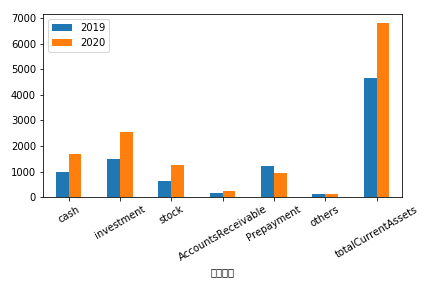 2019
2020
7000
6000
5000
4000
3000
2000
1000
0
cash
investment
stock
AccountsReceivable
Prepayment
others
totalCurrentAssets